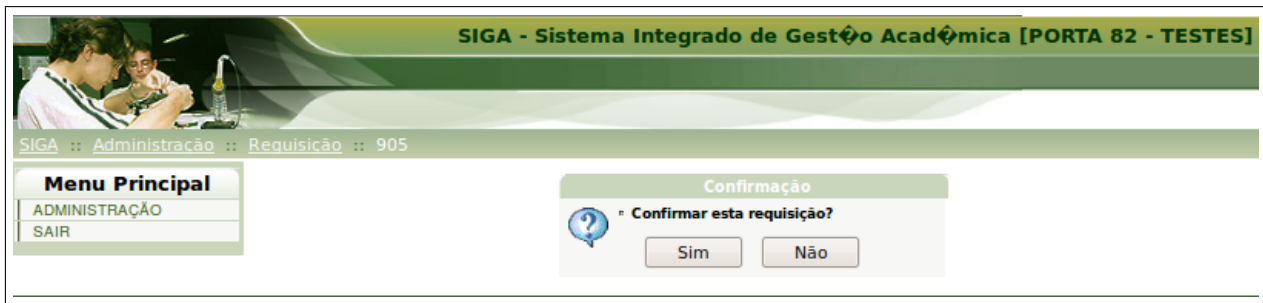 SIGA - Sistema Integrado de Gest�o Acad�mica [PORTA 82 - TESTES]
SIGA :: Administração :: Requisição :: 905
Menu Principal
ADMINISTRAÇÃO
SAIR
Confirmação
Confirmar esta requisição?
Sim Não